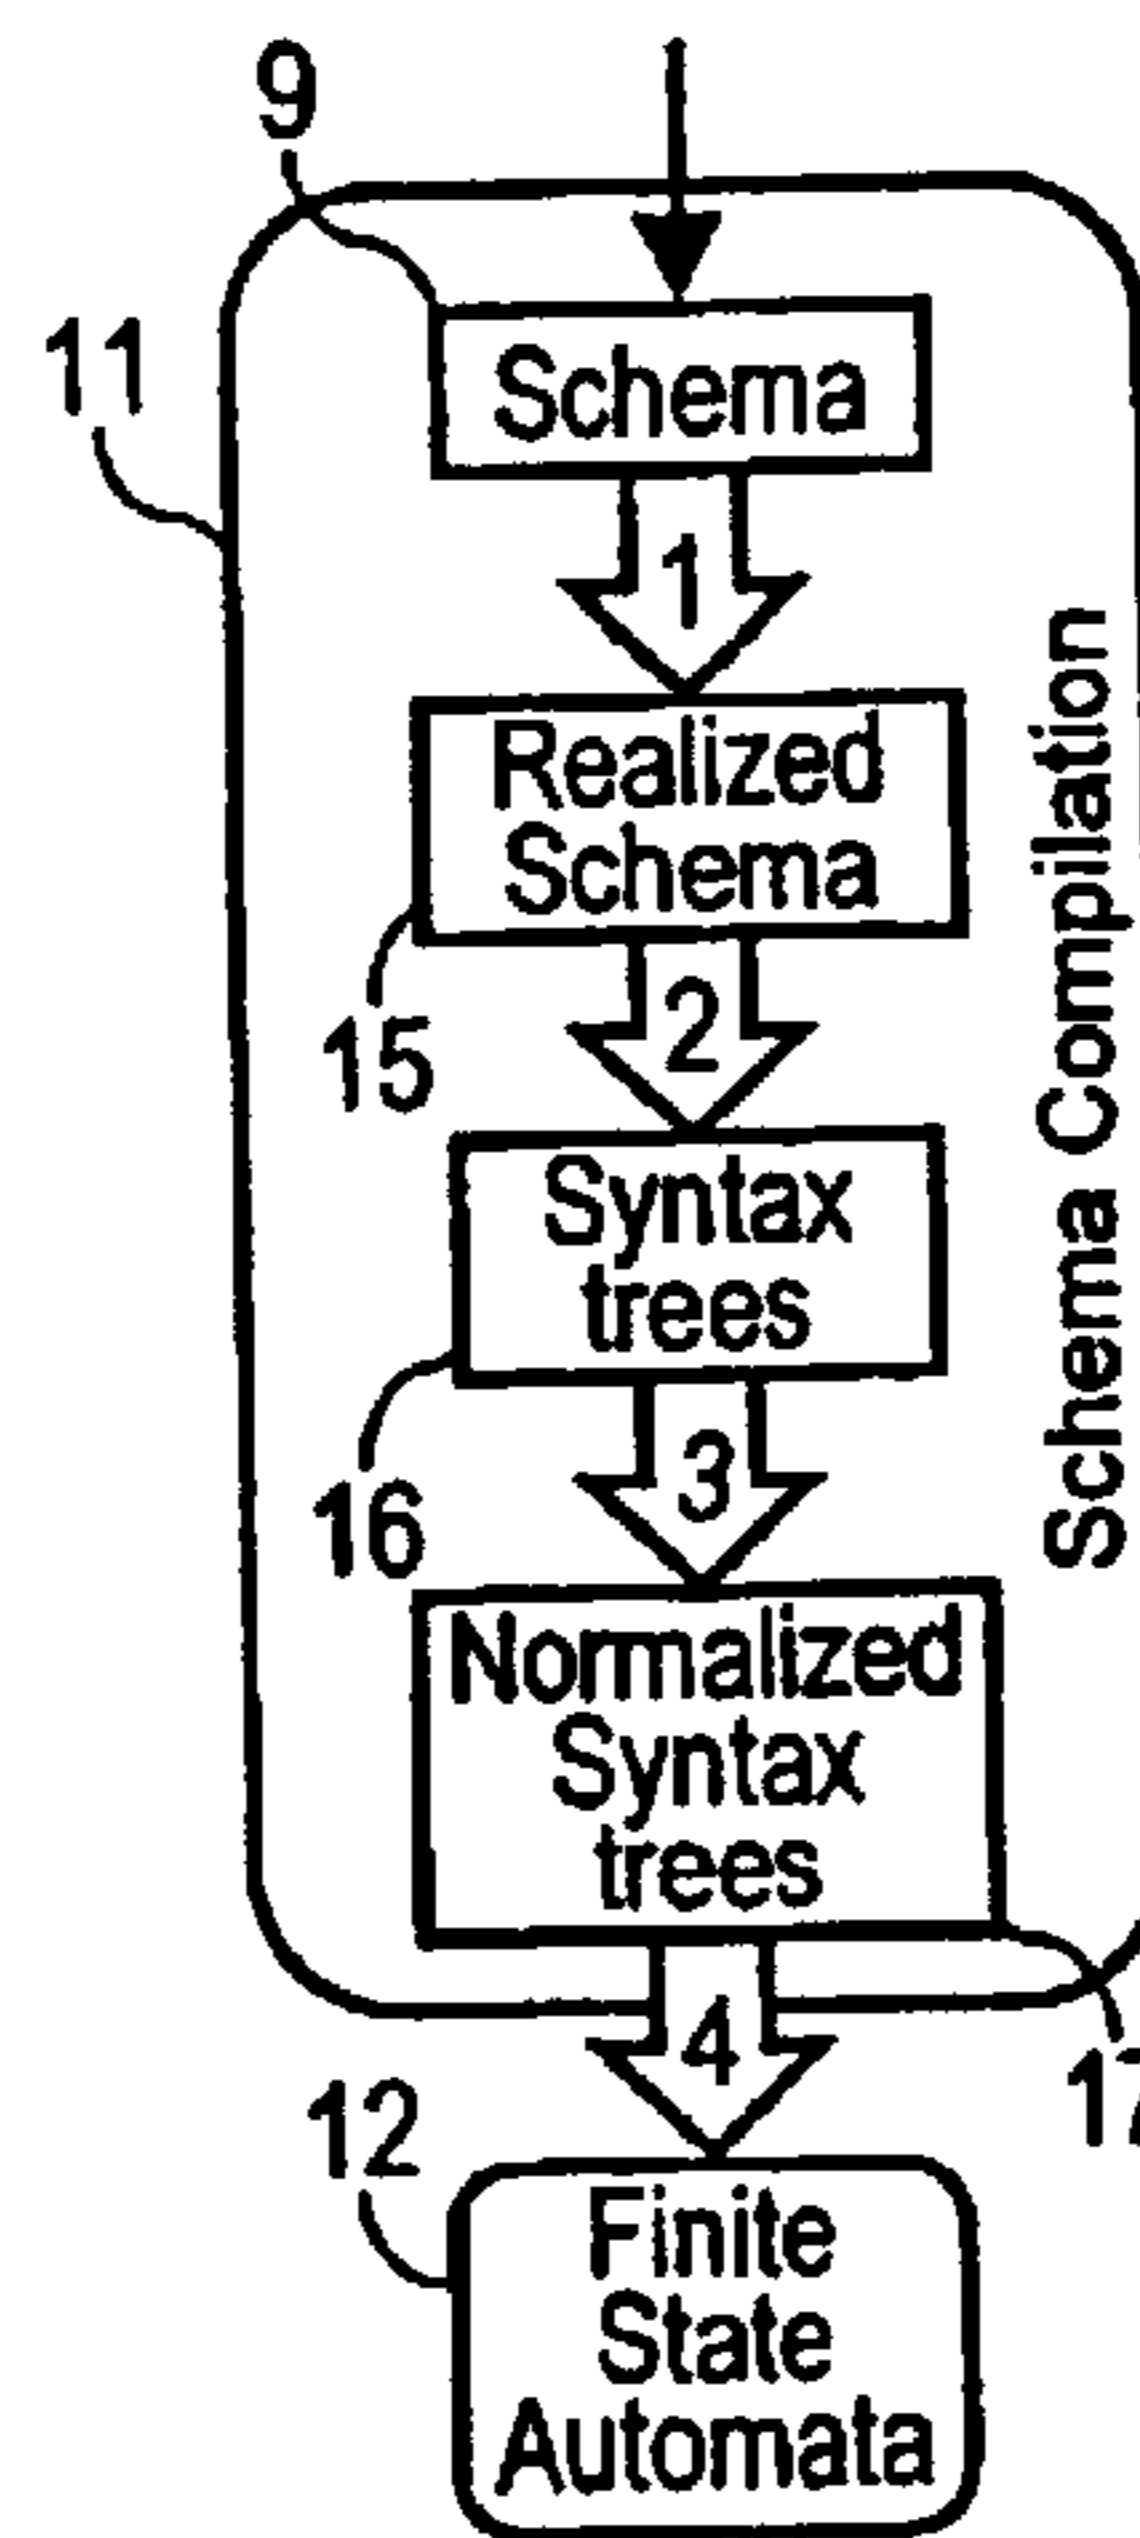 9
11
Schema
1
Realized
Schema
15
2
Syntax
trees
16
3
Normalized
Syntax
trees
Schema Compilation
4
17
12
Finite
State
Automata